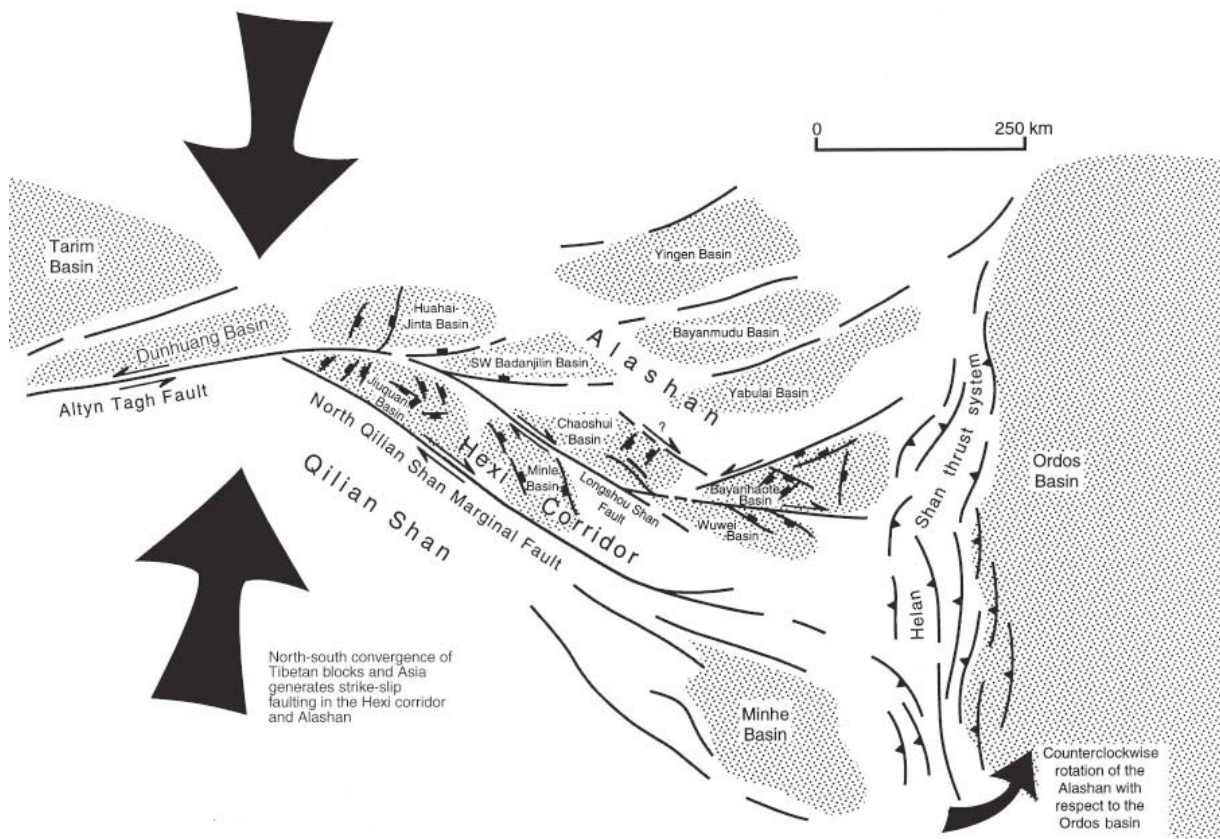 0 250 km
Tarim
Basin
Yingen Basin
Huahai-
Jinta Basin
Dunhuang Basin
Bayanmudu Basin
Alashan
SW Badanjilin Basin
Altyn Tagh Fault
Jiuquan
Basin
Yabulai Basin
North Qilian Shan Marginal Fault
Chaoshui
Basin
?
Hexi Corridor
Minle
Basin
Longshou Shan
Fault
Bayanhaote
Basin
Wuwei
Basin
Qilian Shan
Helan Shan thrust system
Ordos
Basin
North-south convergence of
Tibetan blocks and Asia
generates strike-slip
faulting in the Hexi corridor
and Alashan
Minhe
Basin
Counterclockwise
rotation of the
Alashan with
respect to the
Ordos basin